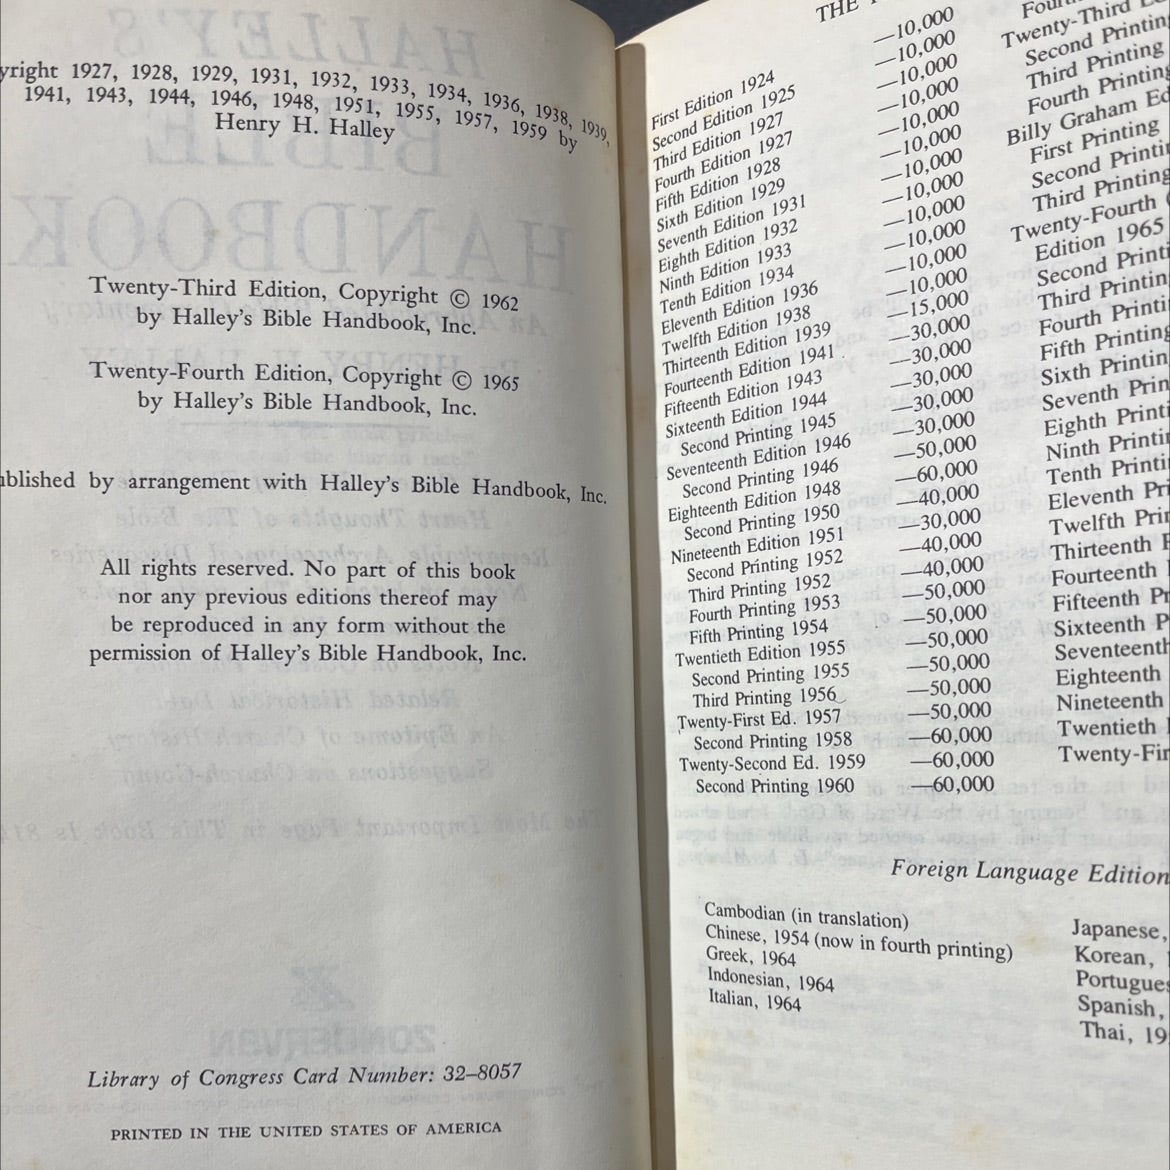 yright 1927, 1928, 1929, 1931, 1932, 1933, 1934, 1936, 1938, 1939,
1941, 1943, 1944, 1946, 1948, 1951, 1955, 1957, 1959 by
Henry H. Halley
Twenty-Third Edition, Copyright © 1962
by Halley's Bible Handbook, Inc.
Twenty-Fourth Edition, Copyright © 1965
by Halley's Bible Handbook, Inc.
ublished by arrangement with Halley's Bible Handbook, Inc.
All rights reserved. No part of this book
nor any previous editions thereof may
be reproduced in any form without the
permission of Halley's Bible Handbook, Inc.
Library of Congress Card Number: 32–8057
PRINTED IN THE UNITED STATES OF AMERICA
THE
First Edition 1924 —10,000
Second Edition 1925 —10,000
Third Edition 1927 —10,000
Fourth Edition 1927 —10,000
Fifth Edition 1928 —10,000
Sixth Edition 1929 —10,000
Seventh Edition 1931 —10,000
Eighth Edition 1932 —10,000
Ninth Edition 1933 —10,000
Tenth Edition 1934 —10,000
Eleventh Edition 1936 —10,000
Twelfth Edition 1938 —10,000
Thirteenth Edition 1939 —15,000
Fourteenth Edition 1941 —30,000
Fifteenth Edition 1943 —30,000
Sixteenth Edition 1944 —30,000
Second Printing 1945 —30,000
Seventeenth Edition 1946 —30,000
Second Printing 1946 —50,000
Eighteenth Edition 1948 —60,000
Second Printing 1950 —40,000
Nineteenth Edition 1951 —30,000
Second Printing 1952 —40,000
Third Printing 1952 —40,000
Fourth Printing 1953 —50,000
Fifth Printing 1954 —50,000
Twentieth Edition 1955 —50,000
Second Printing 1955 —50,000
Third Printing 1956 —50,000
Twenty-First Ed. 1957 —50,000
Second Printing 1958 —60,000
Twenty-Second Ed. 1959 —60,000
Second Printing 1960 —60,000
Twenty-Third
Second Printin
Third Printing
Fourth Printing
Billy Graham Ed
First Printing
Second Printi
Third Printing
Twenty-Fourth
Edition 1965
Second Printi
Third Printin
Fourth Printi
Fifth Printing
Sixth Printin
Seventh Prin
Eighth Printi
Ninth Printin
Tenth Printi
Eleventh Pri
Twelfth Prin
Thirteenth P
Fourteenth
Fifteenth Pr
Sixteenth P
Seventeenth
Eighteenth
Nineteenth
Twentieth
Twenty-Fir
Foreign Language Edition
Cambodian (in translation)
Chinese, 1954 (now in fourth printing)
Greek, 1964
Indonesian, 1964
Italian, 1964
Japanese,
Korean,
Portugues
Spanish,
Thai, 19